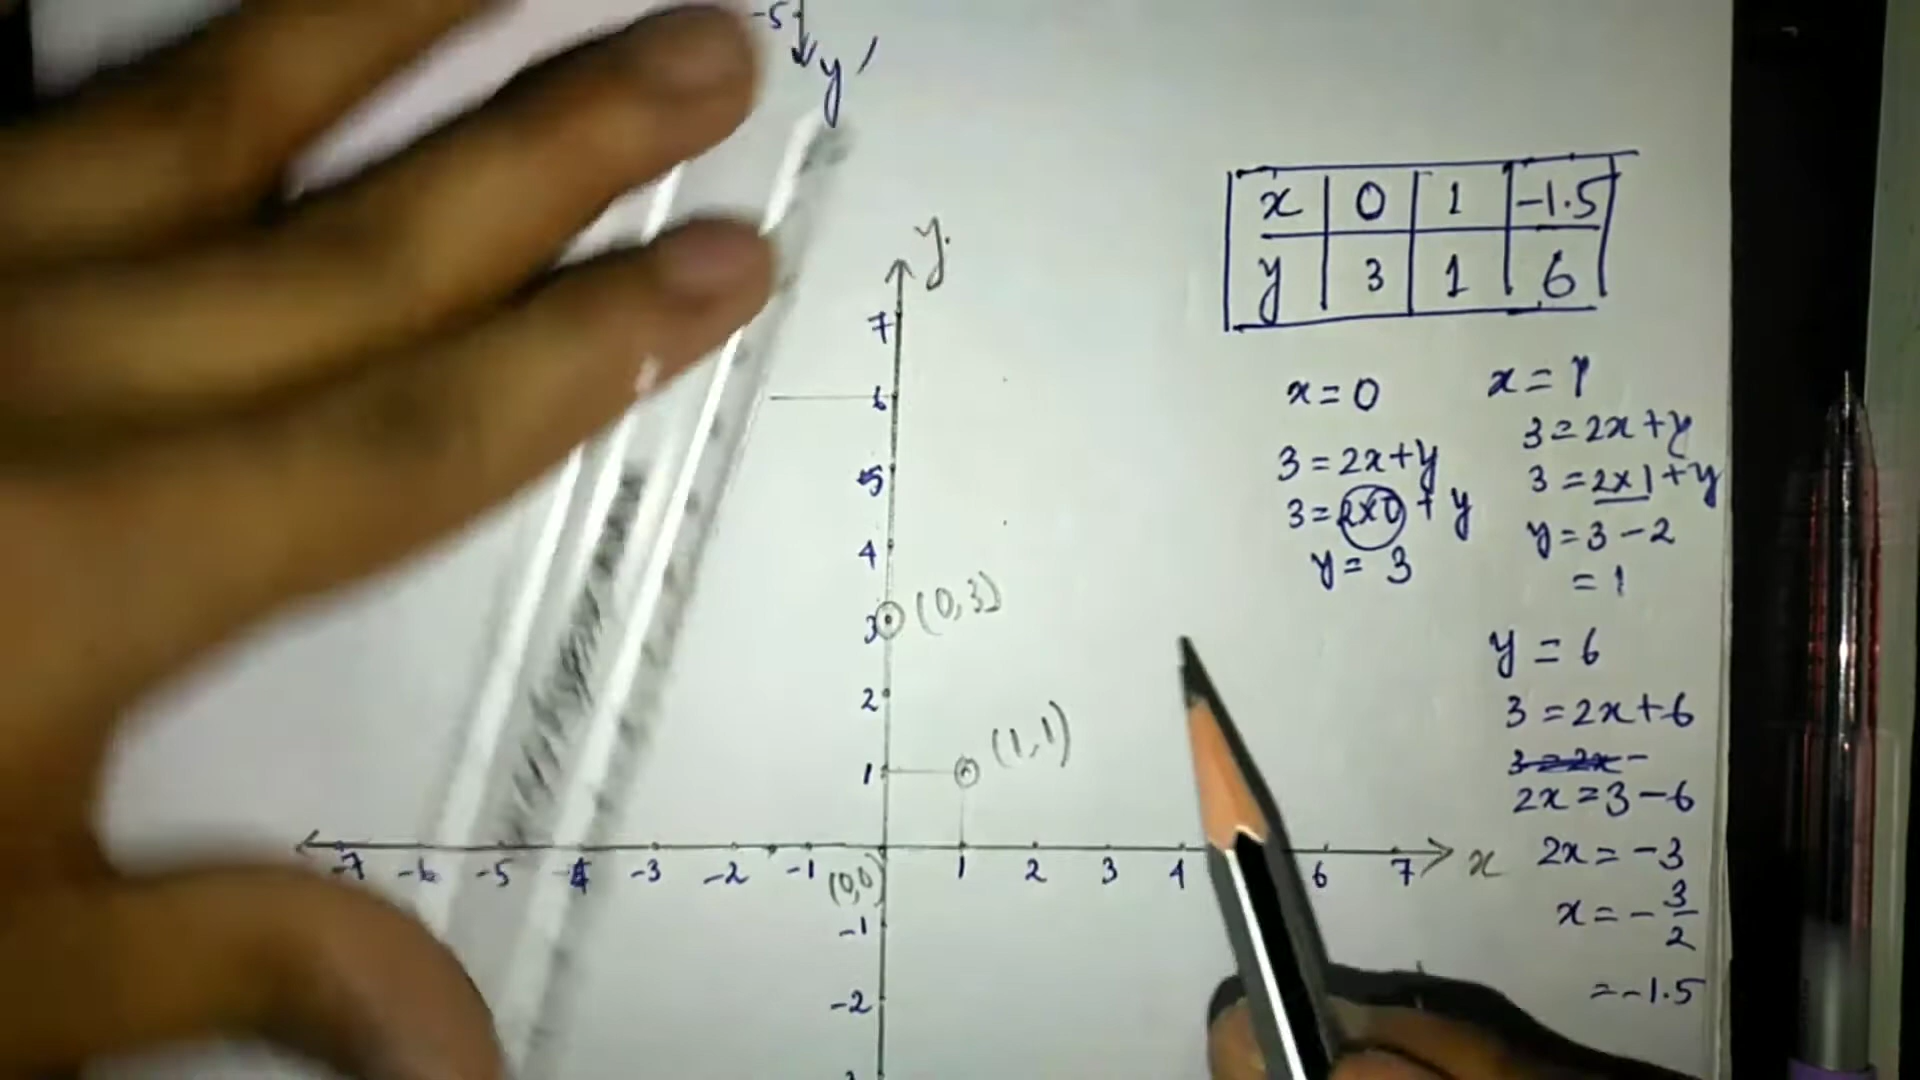 -5
y'
y
7
6
5
4
3 (0,3)
2
1 (1,1)
-7 -6 -5 -4 -3 -2 -1 (0,0) 1 2 3 4 6 7 x
-1
-2
x 0 1 -1.5
y 3 1 6
x = 0
3 = 2x + y
3 = 2x0 + y
y = 3
x = 1
3 = 2x + y
3 = 2x1 + y
y = 3 - 2
= 1
y = 6
3 = 2x + 6
3 = 2x -
2x = 3 - 6
2x = -3
x = - 3/2
= -1.5